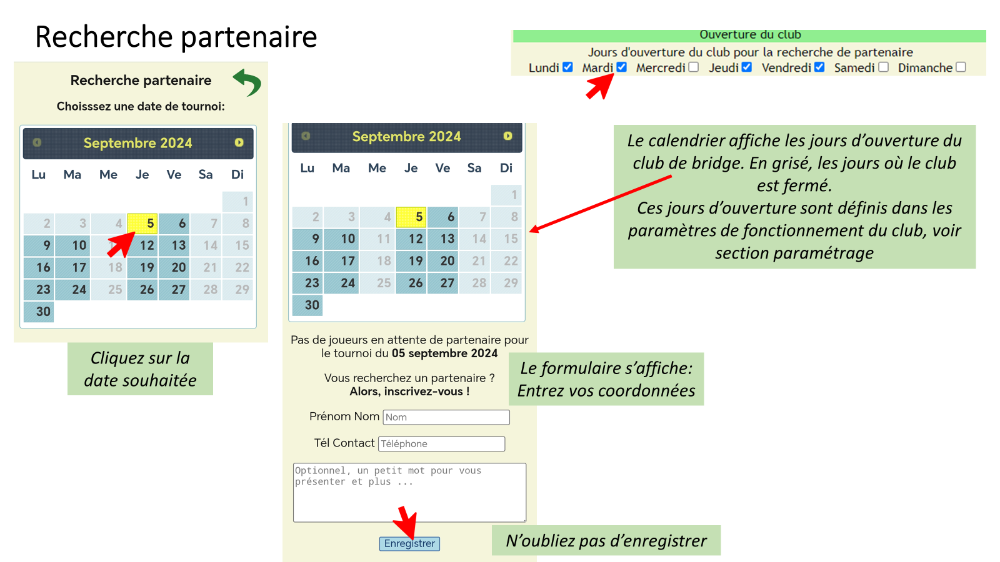 Recherche partenaire
Ouverture du club
Jours d'ouverture du club pour la recherche de partenaire
Lundi Mardi Mercredi Jeudi Vendredi Samedi Dimanche
Recherche partenaire
Choisssez une date de tournoi:
Septembre 2024
Lu Ma Me Je Ve Sa Di
1
2 3 4 5 6 7 8
9 10 12 13 14 15
16 17 18 19 20 21 22
23 24 25 26 27 28 29
30
Cliquez sur la
date souhaitée
Septembre 2024
Lu Ma Me Je Ve Sa Di
1
2 3 4 5 6 7 8
9 10 11 12 13 14 15
16 17 18 19 20 21 22
23 24 25 26 27 28 29
30
Pas de joueurs en attente de partenaire pour
le tournoi du 05 septembre 2024
Vous recherchez un partenaire ?
Alors, inscrivez-vous !
Prénom Nom Nom
Tél Contact Téléphone
Optionnel, un petit mot pour vous
présenter et plus ...
Enregistrer
Le calendrier affiche les jours d’ouverture du
club de bridge. En grisé, les jours où le club
est fermé.
Ces jours d’ouverture sont définis dans les
paramètres de fonctionnement du club, voir
section paramétrage
Le formulaire s’affiche:
Entrez vos coordonnées
N’oubliez pas d’enregistrer